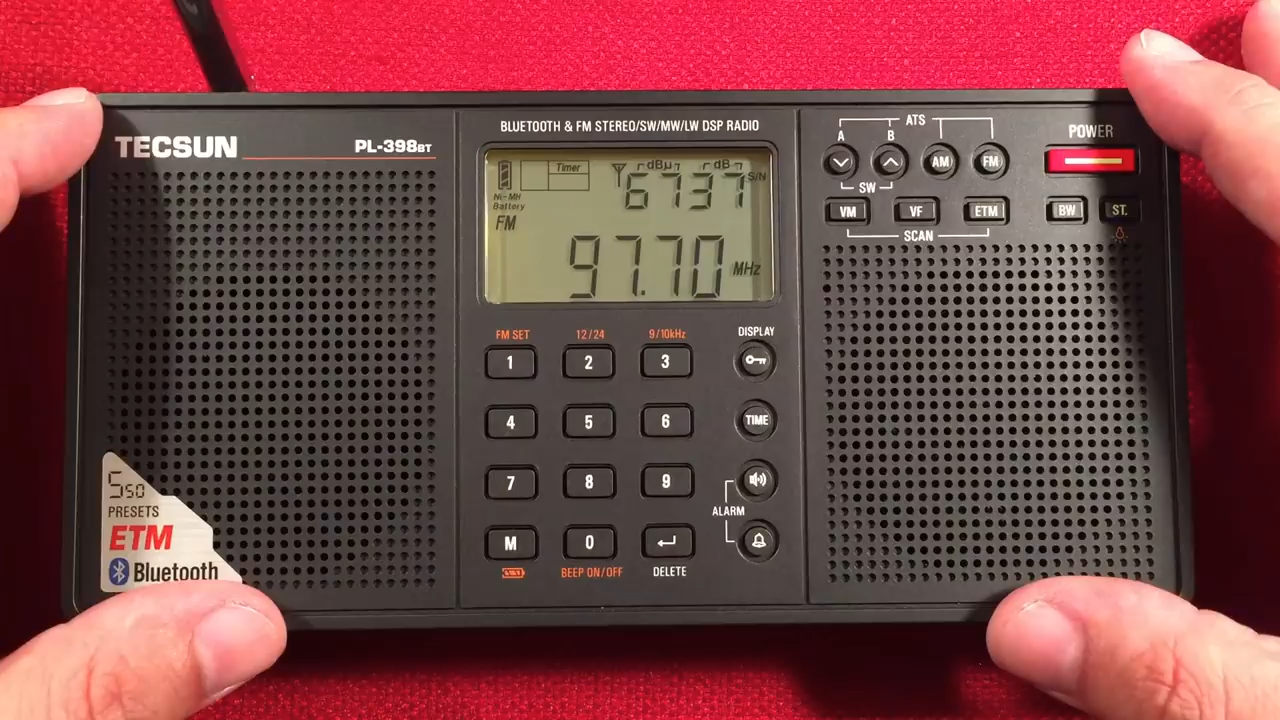 TECSUN
PL-398BT
BLUETOOTH & FM STEREO/SW/MW/LW DSP RADIO
Timer
dBμ
dB
S/N
6737
Ni-MH
Battery
FM
97.70 MHz
ATS
A B
AM FM
SW
POWER
VM VF ETM
SCAN
BW ST.
FM SET 12/24 9/10kHz DISPLAY
1 2 3
4 5 6 TIME
7 8 9
ALARM
M 0
BEEP ON/OFF DELETE
550
PRESETS
ETM
Bluetooth